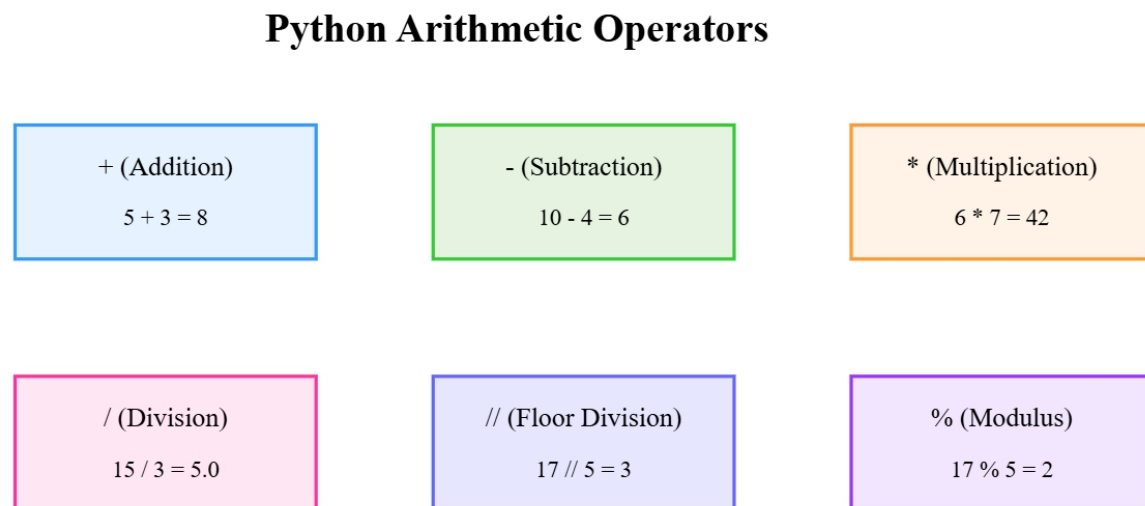 Python Arithmetic Operators
+ (Addition)
5 + 3 = 8
- (Subtraction)
10 - 4 = 6
* (Multiplication)
6 * 7 = 42
/ (Division)
15 / 3 = 5.0
// (Floor Division)
17 // 5 = 3
% (Modulus)
17 % 5 = 2